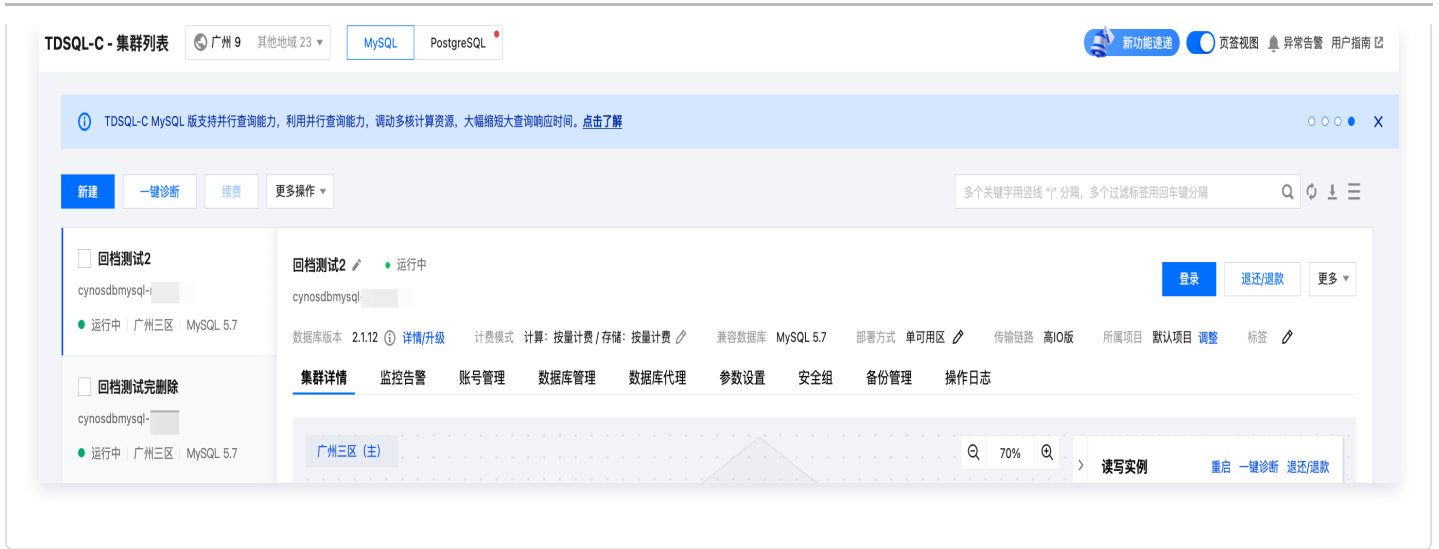 TDSQL-C - 集群列表 广州 9 其他地域 23 MySQL PostgreSQL 新功能速递 页签视图 异常告警 用户指南
TDSQL-C MySQL 版支持并行查询能力，利用并行查询能力，调动多核计算资源，大幅缩短大查询响应时间。点击了解
新建 一键诊断 续费 更多操作 多个关键字用竖线 "|" 分隔，多个过滤标签用回车键分隔
回档测试2
cynosdbmysql-
运行中 广州三区 MySQL 5.7
回档测试完删除
cynosdbmysql-
运行中 广州三区 MySQL 5.7
回档测试2 运行中
cynosdbmysql-
登录 退还/退款 更多
数据库版本 2.1.12 详情/升级 计费模式 计算：按量计费 / 存储：按量计费 兼容数据库 MySQL 5.7 部署方式 单可用区 传输链路 高IO版 所属项目 默认项目 调整 标签
集群详情 监控告警 账号管理 数据库管理 数据库代理 参数设置 安全组 备份管理 操作日志
广州三区（主） 70% 读写实例 重启 一键诊断 退还/退款